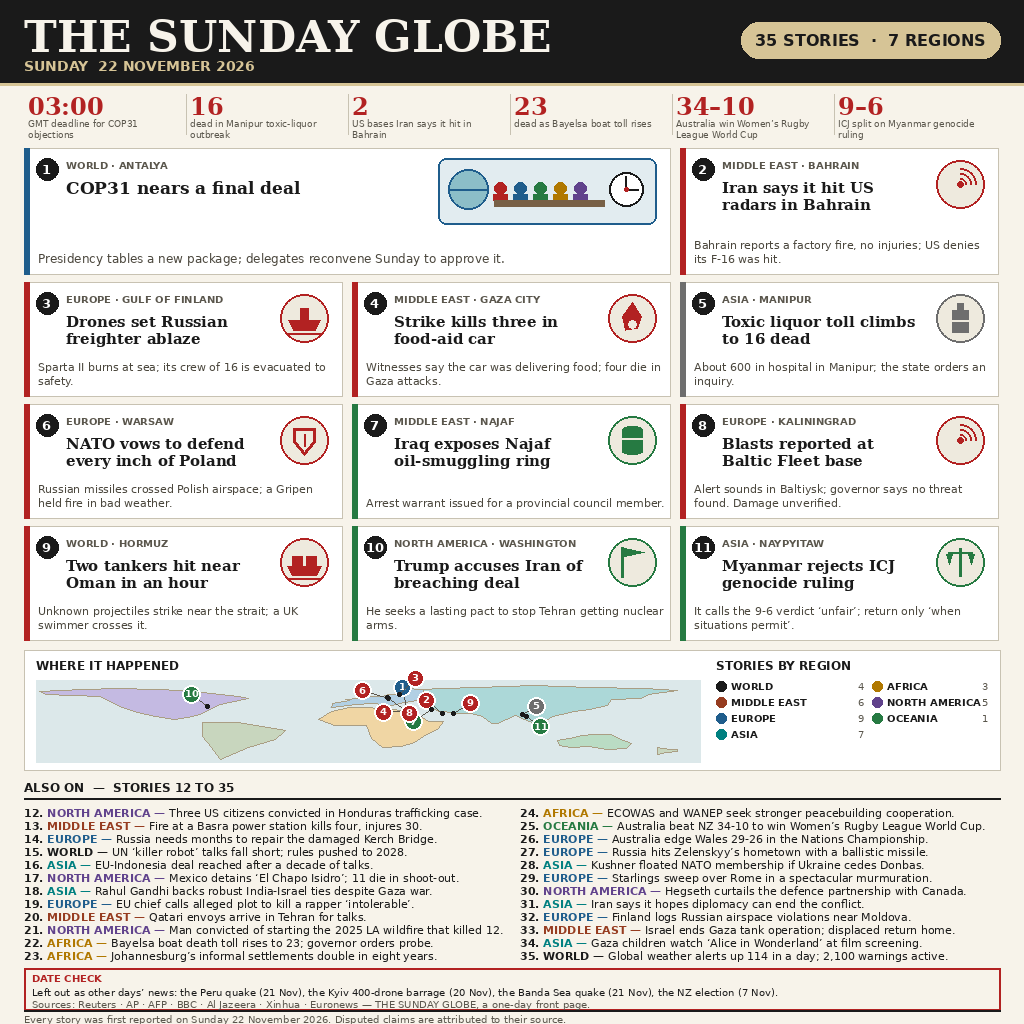 THE SUNDAY GLOBE
SUNDAY 22 NOVEMBER 2026
35 STORIES · 7 REGIONS
03:00
GMT deadline for COP31
objections
16
dead in Manipur toxic-liquor
outbreak
2
US bases Iran says it hit in
Bahrain
23
dead as Bayelsa boat toll rises
34–10
Australia win Women's Rugby
League World Cup
9–6
ICJ split on Myanmar genocide
ruling
1
WORLD · ANTALYA
COP31 nears a final deal
Presidency tables a new package; delegates reconvene Sunday to approve it.
2
MIDDLE EAST · BAHRAIN
Iran says it hit US
radars in Bahrain
Bahrain reports a factory fire, no injuries; US denies
its F-16 was hit.
3
EUROPE · GULF OF FINLAND
Drones set Russian
freighter ablaze
Sparta II burns at sea; its crew of 16 is evacuated to
safety.
4
MIDDLE EAST · GAZA CITY
Strike kills three in
food-aid car
Witnesses say the car was delivering food; four die in
Gaza attacks.
5
ASIA · MANIPUR
Toxic liquor toll climbs
to 16 dead
About 600 in hospital in Manipur; the state orders an
inquiry.
6
EUROPE · WARSAW
NATO vows to defend
every inch of Poland
Russian missiles crossed Polish airspace; a Gripen
held fire in bad weather.
7
MIDDLE EAST · NAJAF
Iraq exposes Najaf
oil-smuggling ring
Arrest warrant issued for a provincial council member.
8
EUROPE · KALININGRAD
Blasts reported at
Baltic Fleet base
Alert sounds in Baltiysk; governor says no threat
found. Damage unverified.
9
WORLD · HORMUZ
Two tankers hit near
Oman in an hour
Unknown projectiles strike near the strait; a UK
swimmer crosses it.
10
NORTH AMERICA · WASHINGTON
Trump accuses Iran of
breaching deal
He seeks a lasting pact to stop Tehran getting nuclear
arms.
11
ASIA · NAYPYITAW
Myanmar rejects ICJ
genocide ruling
It calls the 9-6 verdict ‘unfair’; return only ‘when
situations permit’.
WHERE IT HAPPENED
10
6
1
3
4
8
2
9
5
11
STORIES BY REGION
WORLD 4
MIDDLE EAST 6
EUROPE 9
ASIA 7
AFRICA 3
NORTH AMERICA 5
OCEANIA 1
ALSO ON — STORIES 12 TO 35
12. NORTH AMERICA — Three US citizens convicted in Honduras trafficking case.
13. MIDDLE EAST — Fire at a Basra power station kills four, injures 30.
14. EUROPE — Russia needs months to repair the damaged Kerch Bridge.
15. WORLD — UN ‘killer robot’ talks fall short; rules pushed to 2028.
16. ASIA — EU-Indonesia deal reached after a decade of talks.
17. NORTH AMERICA — Mexico detains ‘El Chapo Isidro’; 11 die in shoot-out.
18. ASIA — Rahul Gandhi backs robust India-Israel ties despite Gaza war.
19. EUROPE — EU chief calls alleged plot to kill a rapper ‘intolerable’.
20. MIDDLE EAST — Qatari envoys arrive in Tehran for talks.
21. NORTH AMERICA — Man convicted of starting the 2025 LA wildfire that killed 12.
22. AFRICA — Bayelsa boat death toll rises to 23; governor orders probe.
23. AFRICA — Johannesburg’s informal settlements double in eight years.
24. AFRICA — ECOWAS and WANEP seek stronger peacebuilding cooperation.
25. OCEANIA — Australia beat NZ 34-10 to win Women’s Rugby League World Cup.
26. EUROPE — Australia edge Wales 29-26 in the Nations Championship.
27. EUROPE — Russia hits Zelenskyy’s hometown with a ballistic missile.
28. ASIA — Kushner floated NATO membership if Ukraine cedes Donbas.
29. EUROPE — Starlings sweep over Rome in a spectacular murmuration.
30. NORTH AMERICA — Hegseth curtails the defence partnership with Canada.
31. ASIA — Iran says it hopes diplomacy can end the conflict.
32. EUROPE — Finland logs Russian airspace violations near Moldova.
33. MIDDLE EAST — Israel ends Gaza tank operation; displaced return home.
34. ASIA — Gaza children watch ‘Alice in Wonderland’ at film screening.
35. WORLD — Global weather alerts up 114 in a day; 2,100 warnings active.
DATE CHECK
Left out as other days’ news: the Peru quake (21 Nov), the Kyiv 400-drone barrage (20 Nov), the Banda Sea quake (21 Nov), the NZ election (7 Nov).
Sources: Reuters · AP · AFP · BBC · Al Jazeera · Xinhua · Euronews — THE SUNDAY GLOBE, a one-day front page.
Every story was first reported on Sunday 22 November 2026. Disputed claims are attributed to their source.